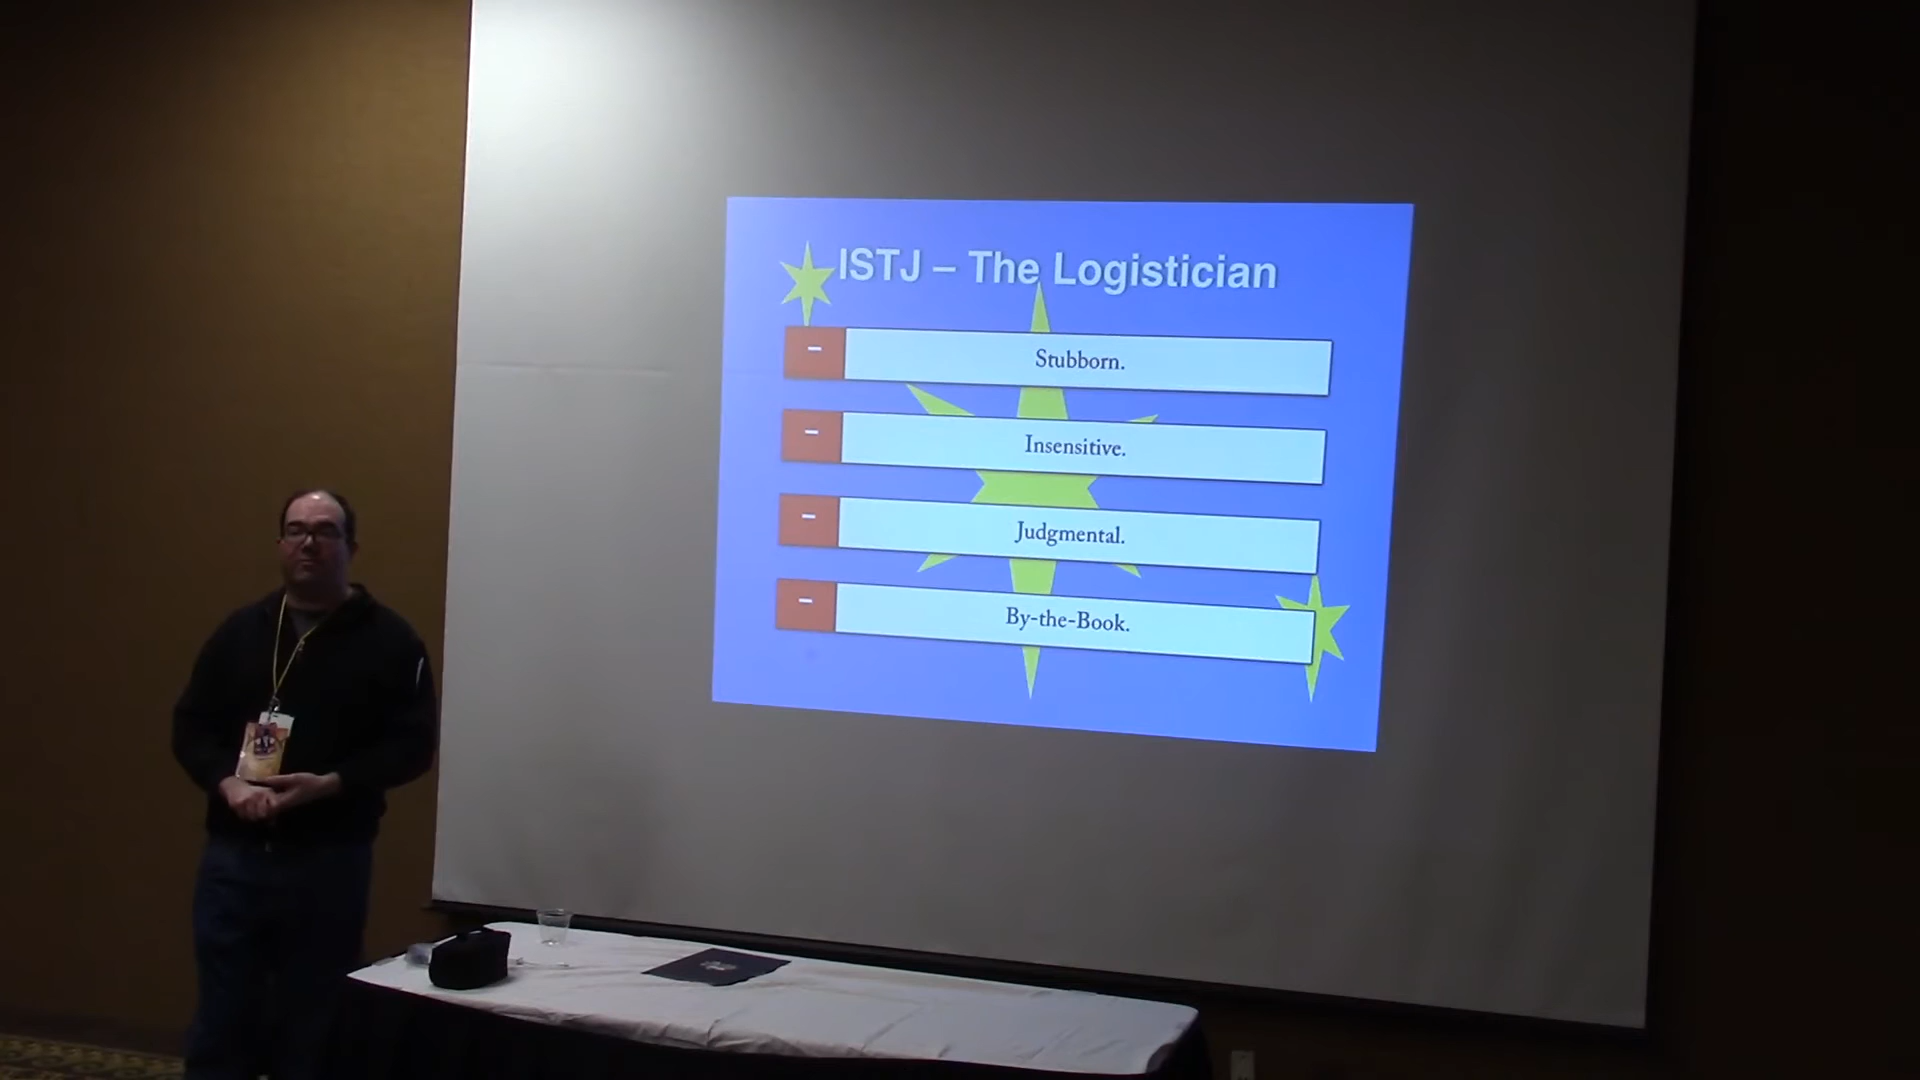 ISTJ – The Logistician
– Stubborn.
– Insensitive.
– Judgmental.
– By-the-Book.